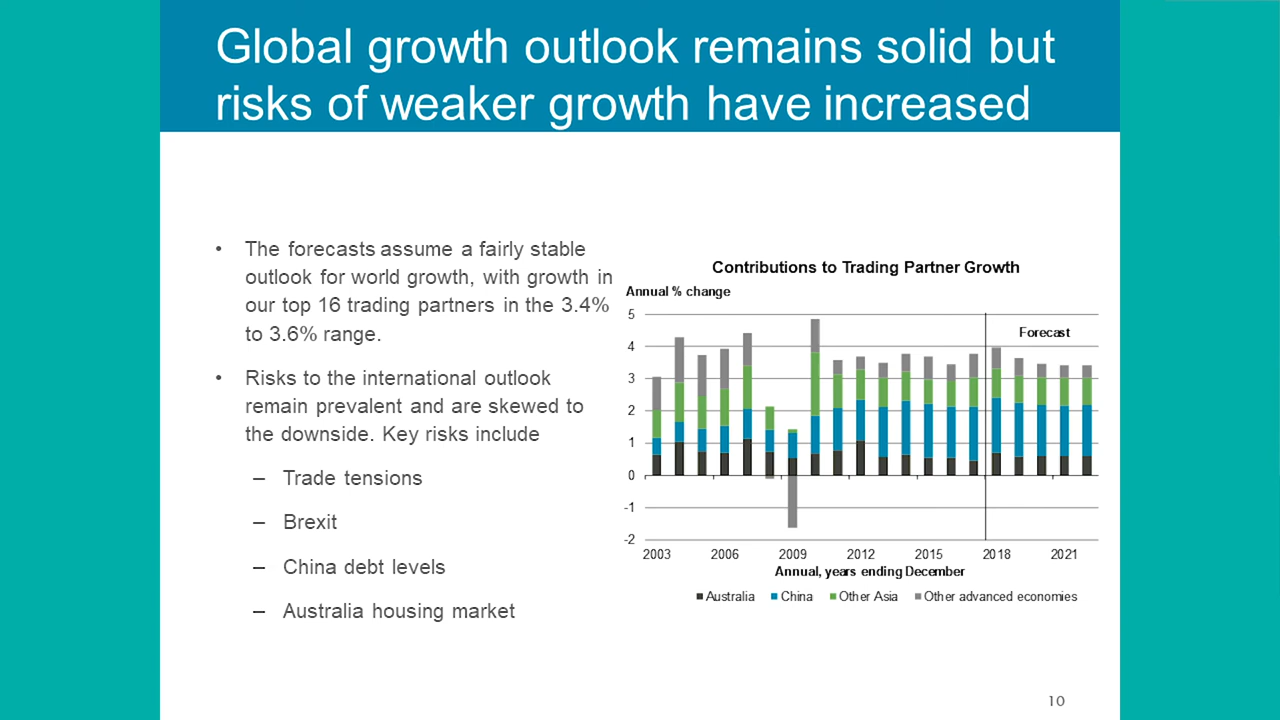 Global growth outlook remains solid but
risks of weaker growth have increased
• The forecasts assume a fairly stable
outlook for world growth, with growth in
our top 16 trading partners in the 3.4%
to 3.6% range.
• Risks to the international outlook
remain prevalent and are skewed to
the downside. Key risks include
– Trade tensions
– Brexit
– China debt levels
– Australia housing market
Contributions to Trading Partner Growth
Annual % change
Forecast
5
4
3
2
1
0
-1
-2
2003 2006 2009 2012 2015 2018 2021
Annual, years ending December
Australia China Other Asia Other advanced economies
10